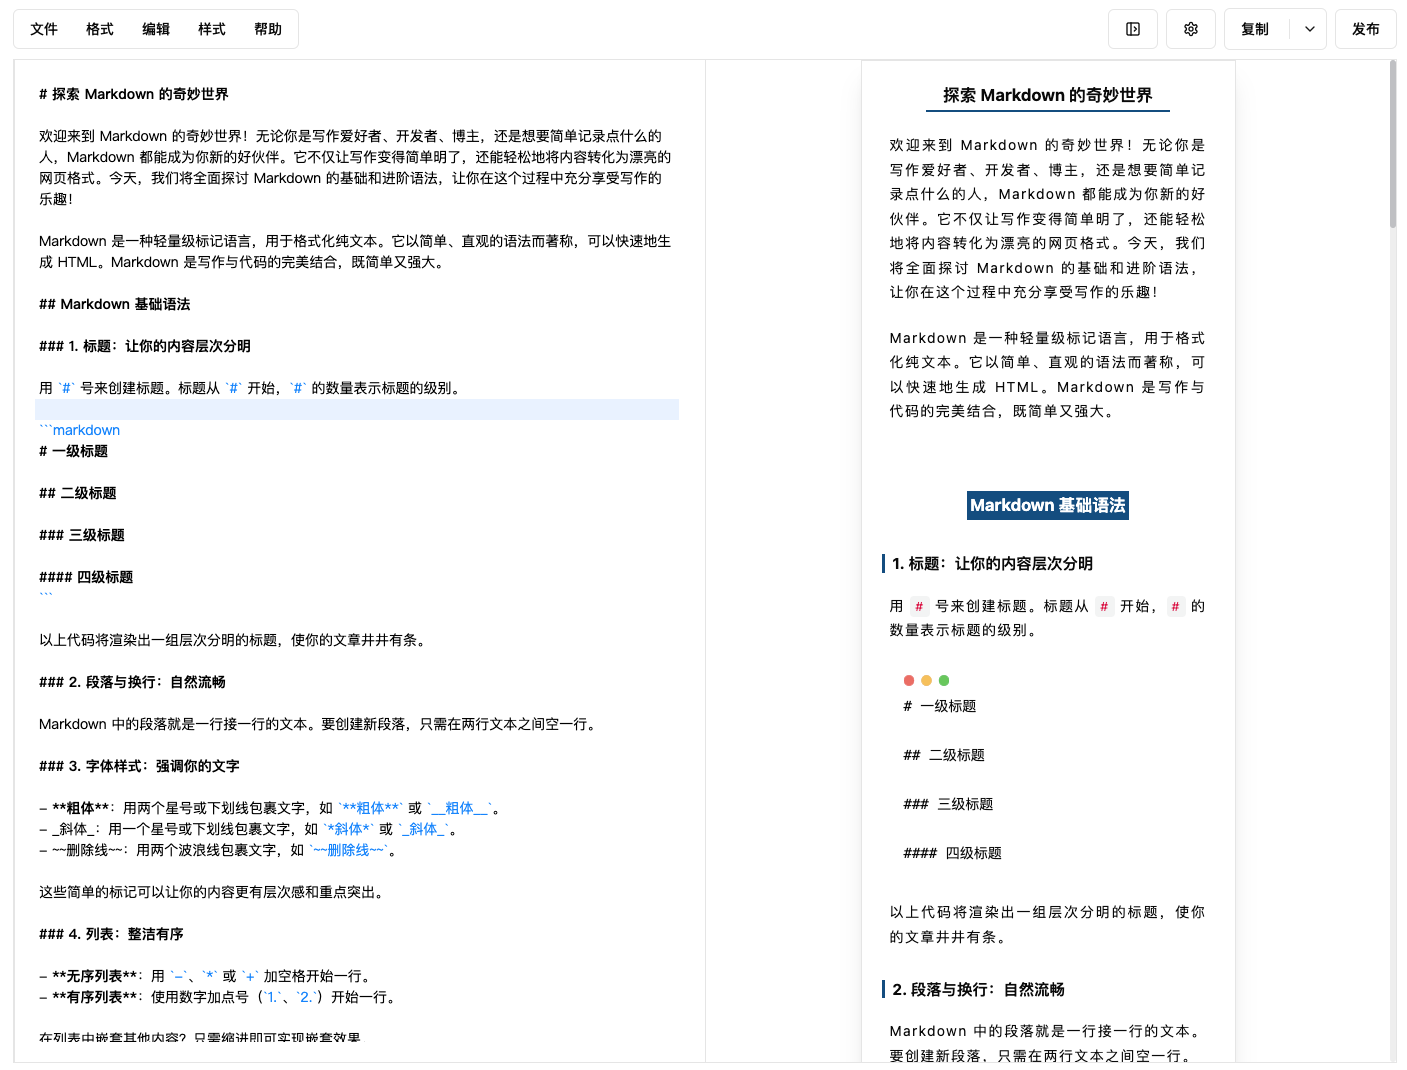 文件 格式 编辑 样式 帮助 复制 发布
# 探索 Markdown 的奇妙世界
欢迎来到 Markdown 的奇妙世界！无论你是写作爱好者、开发者、博主，还是想要简单记录点什么的
人，Markdown 都能成为你新的好伙伴。它不仅让写作变得简单明了，还能轻松地将内容转化为漂亮的
网页格式。今天，我们将全面探讨 Markdown 的基础和进阶语法，让你在这个过程中充分享受写作的
乐趣！
Markdown 是一种轻量级标记语言，用于格式化纯文本。它以简单、直观的语法而著称，可以快速地生
成 HTML。Markdown 是写作与代码的完美结合，既简单又强大。
## Markdown 基础语法
### 1. 标题：让你的内容层次分明
用 `#` 号来创建标题。标题从 `#` 开始，`#` 的数量表示标题的级别。
```markdown
# 一级标题
## 二级标题
### 三级标题
#### 四级标题
```
以上代码将渲染出一组层次分明的标题，使你的文章井井有条。
### 2. 段落与换行：自然流畅
Markdown 中的段落就是一行接一行的文本。要创建新段落，只需在两行文本之间空一行。
### 3. 字体样式：强调你的文字
- **粗体**：用两个星号或下划线包裹文字，如 `**粗体**` 或 `__粗体__`。
- _斜体_：用一个星号或下划线包裹文字，如 `*斜体*` 或 `_斜体_`。
- ~~删除线~~：用两个波浪线包裹文字，如 `~~删除线~~`。
这些简单的标记可以让你的内容更有层次感和重点突出。
### 4. 列表：整洁有序
- **无序列表**：用 `-`、`*` 或 `+` 加空格开始一行。
- **有序列表**：使用数字加点号（`1.`、`2.`）开始一行。
在列表中嵌套其他内容？只需缩进即可实现嵌套效果
探索 Markdown 的奇妙世界
欢迎来到 Markdown 的奇妙世界！无论你是
写作爱好者、开发者、博主，还是想要简单记
录点什么的人，Markdown 都能成为你新的好
伙伴。它不仅让写作变得简单明了，还能轻松
地将内容转化为漂亮的网页格式。今天，我们
将全面探讨 Markdown 的基础和进阶语法，
让你在这个过程中充分享受写作的乐趣！
Markdown 是一种轻量级标记语言，用于格式
化纯文本。它以简单、直观的语法而著称，可
以快速地生成 HTML。Markdown 是写作与
代码的完美结合，既简单又强大。
Markdown 基础语法
1. 标题：让你的内容层次分明
用 # 号来创建标题。标题从 # 开始，# 的
数量表示标题的级别。
# 一级标题
## 二级标题
### 三级标题
#### 四级标题
以上代码将渲染出一组层次分明的标题，使你
的文章井井有条。
2. 段落与换行：自然流畅
Markdown 中的段落就是一行接一行的文本。
要创建新段落，只需在两行文本之间空一行。